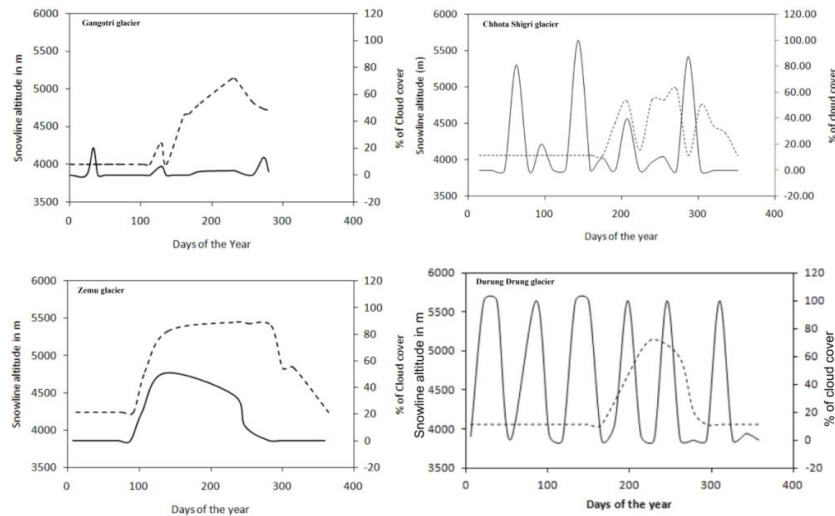 Gangotri glacier
Snowline altitude in m
6000
5500
5000
4500
4000
3500
120
100
80
60
40
20
0
-20
% of Cloud cover
0 100 200 300 400
Days of the Year
Chhota Shigri glacier
Snowline altitude (m)
6000
5500
5000
4500
4000
3500
120.00
100.00
80.00
60.00
40.00
20.00
0.00
-20.00
% of cloud cover
0 100 200 300 400
Days of the year
Zemu glacier
Snowline altitude in m
6000
5500
5000
4500
4000
3500
120
100
80
60
40
20
0
-20
% of Cloud cover
0 100 200 300 400
Days of the year
Durung Drung glacier
Snowline altitude in m
6000
5500
5000
4500
4000
3500
120
100
80
60
40
20
0
-20
% of cloud cover
0 100 200 300 400
Days of the year